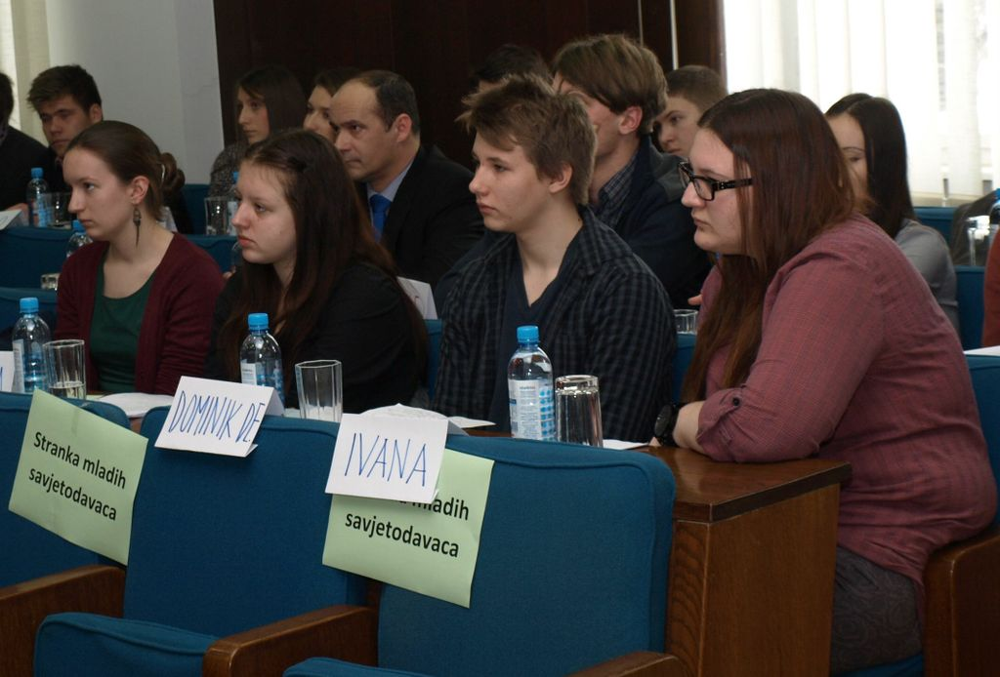 Stranka mladih
savjetodavaca
DOMINIK DE
IVANA
mladih
savjetodavaca